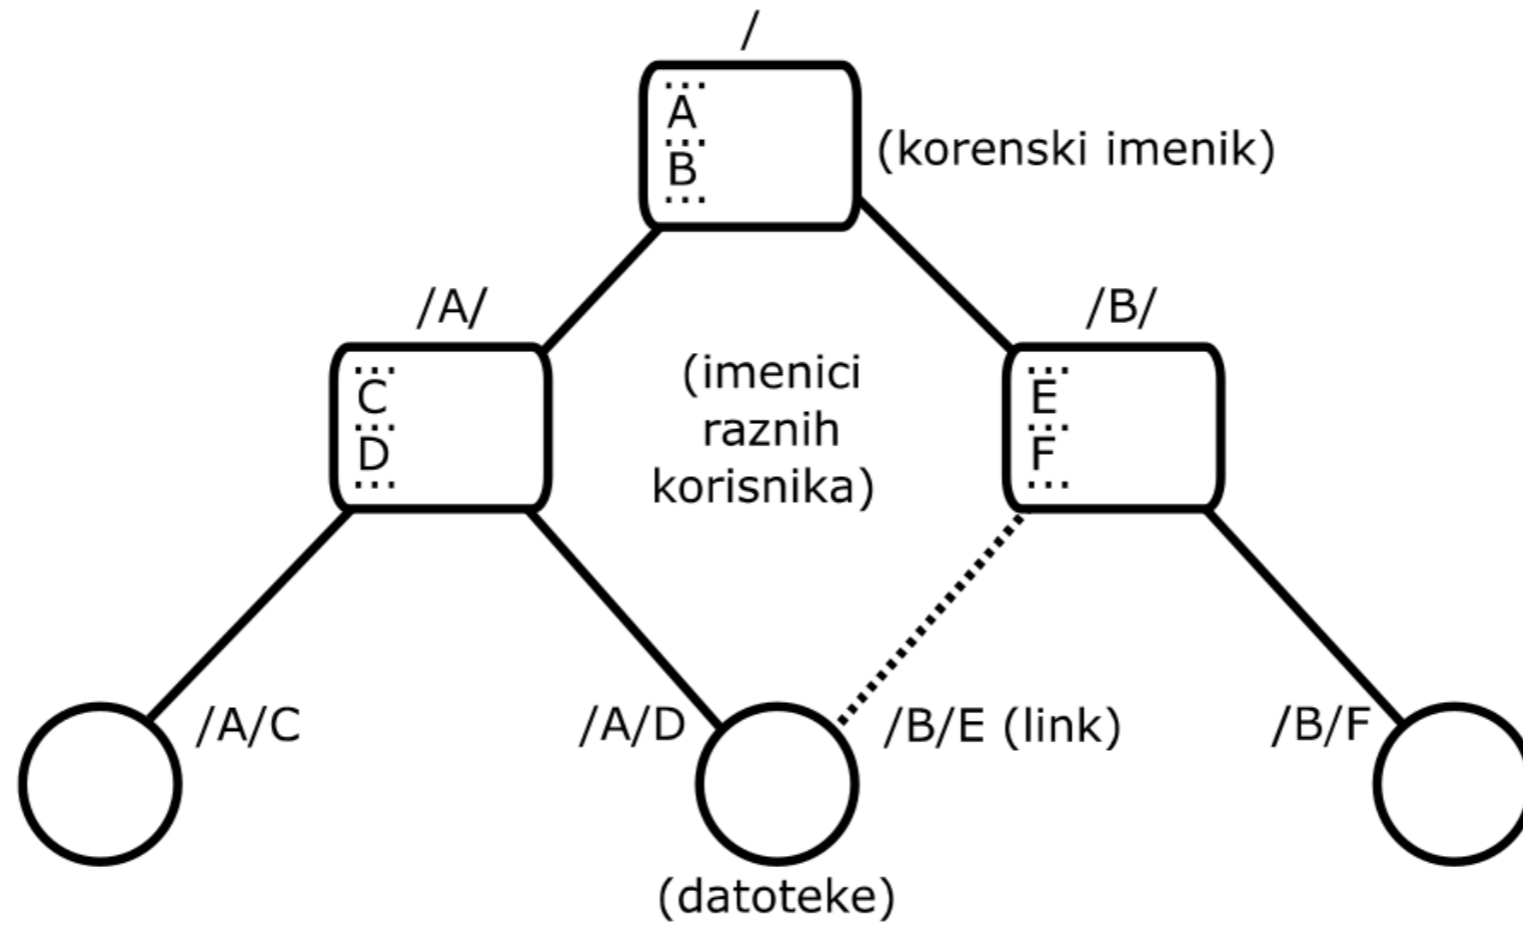 /
...
A
...
B
...
(korenski imenik)
/A/
/B/
...
C
...
D
...
(imenici
raznih
korisnika)
...
E
...
F
...
/A/C
/A/D
/B/E (link)
/B/F
(datoteke)